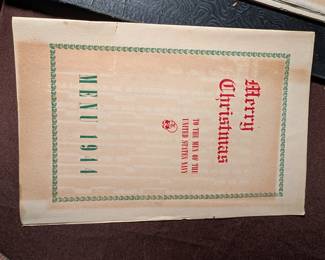 Merry
Christmas
TO THE MEN OF THE
UNITED STATES NAVY
MENU 1944